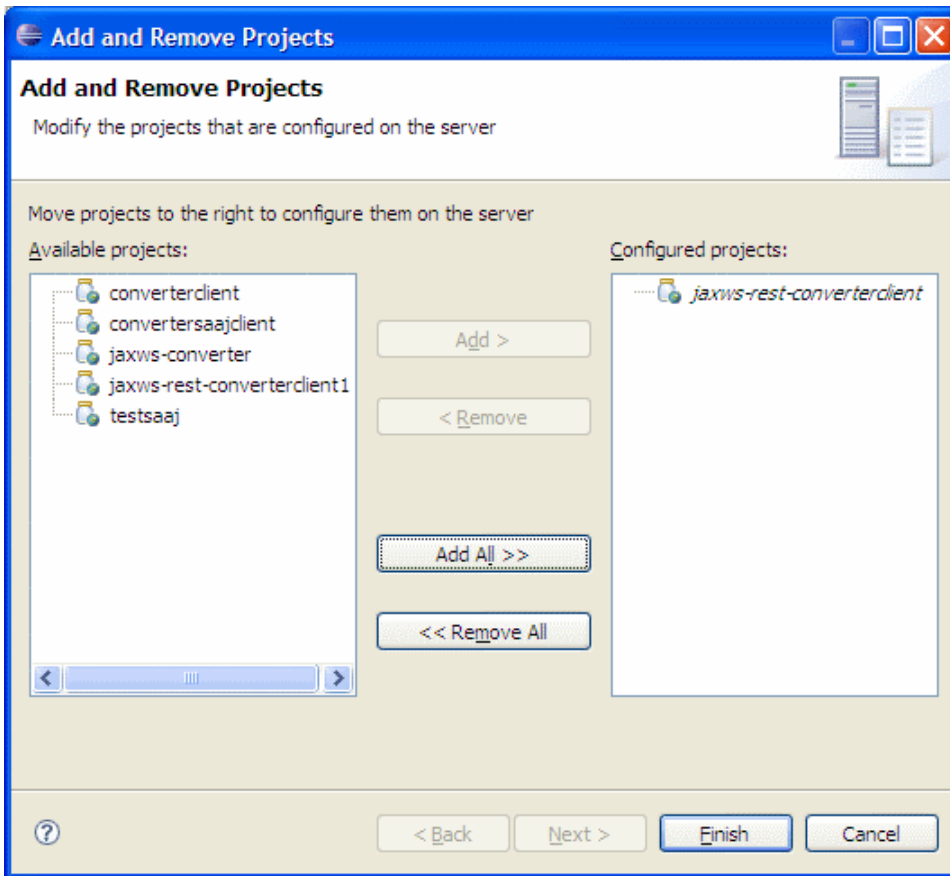 Add and Remove Projects
Add and Remove Projects
Modify the projects that are configured on the server
Move projects to the right to configure them on the server
Available projects:
Configured projects:
converterclient
convertersaajclient
jaxws-converter
jaxws-rest-converterclient1
testsaaj
jaxws-rest-converterclient
Add >
< Remove
Add All >>
<< Remove All
?
< Back
Next >
Finish
Cancel